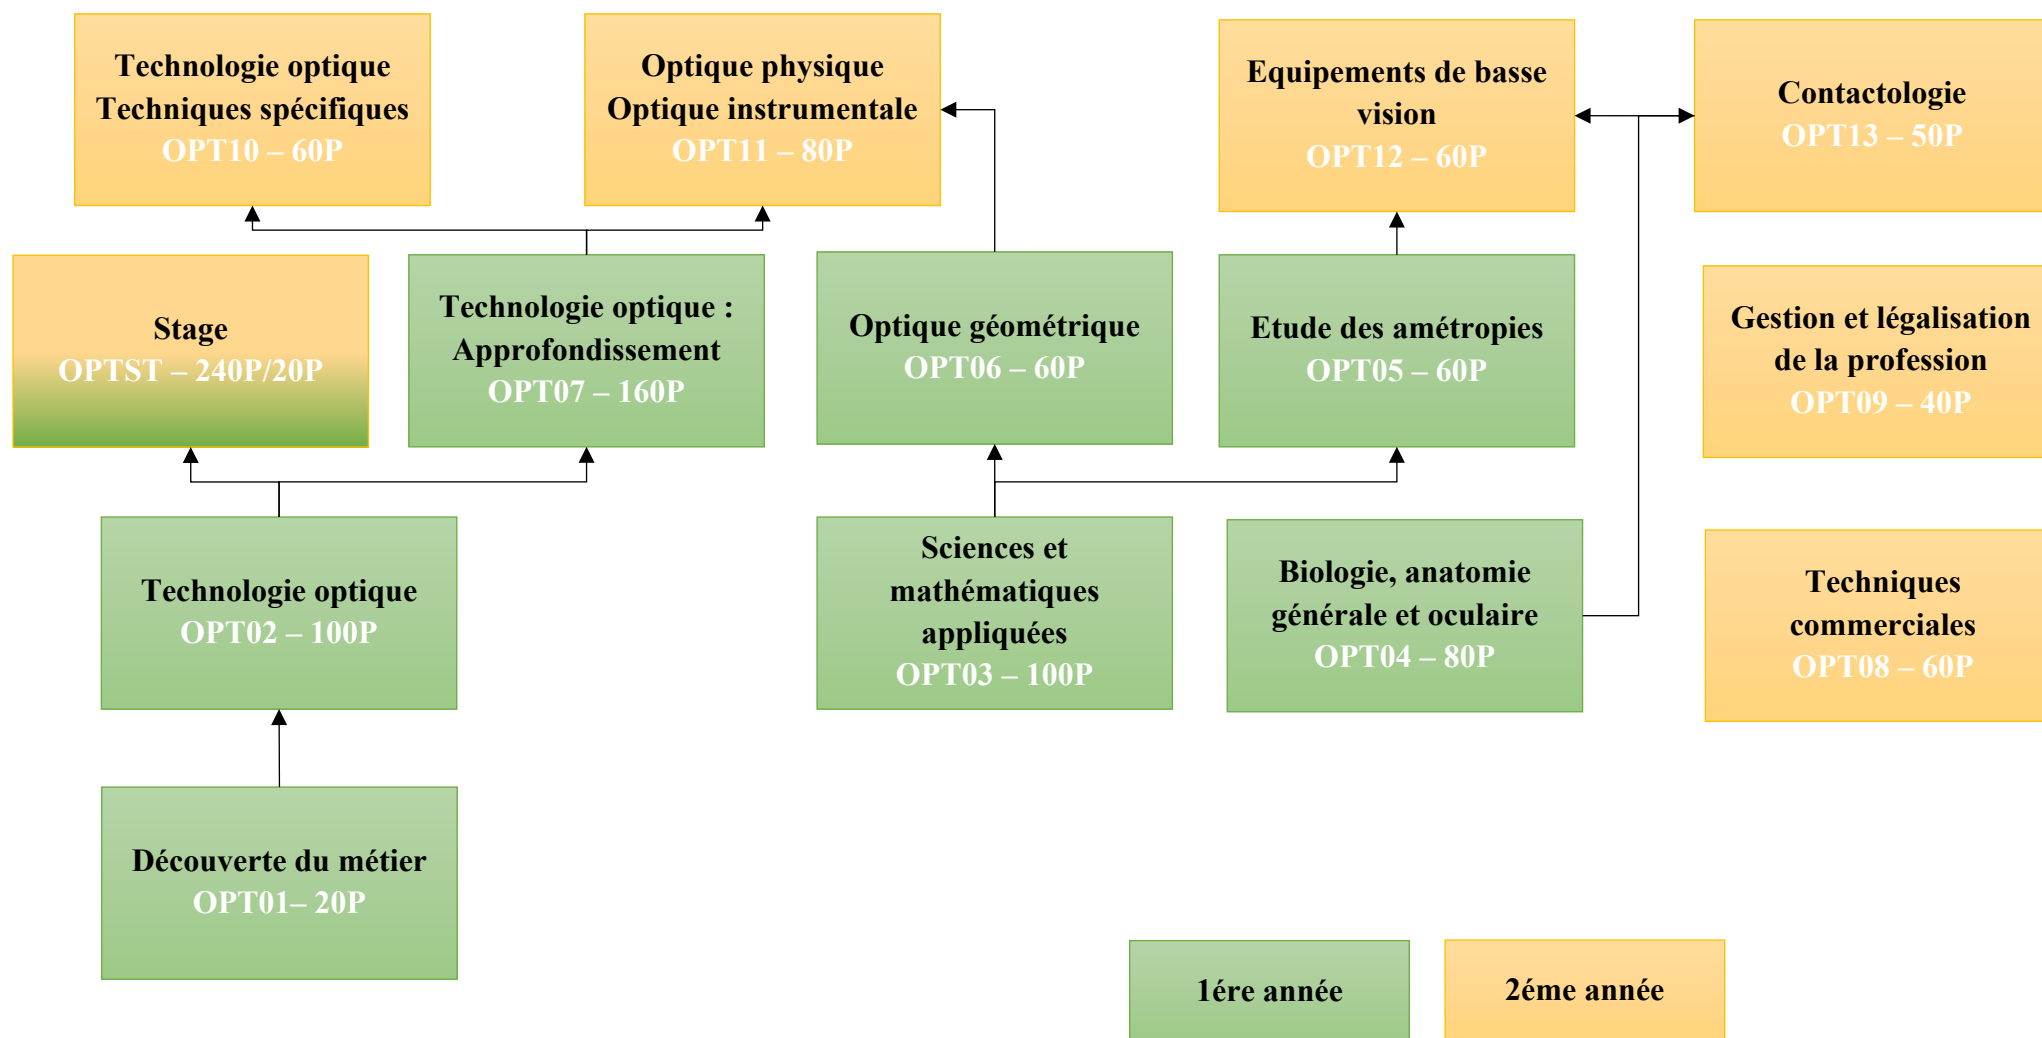 Technologie optique
Techniques spécifiques
OPT10 – 60P
Optique physique
Optique instrumentale
OPT11 – 80P
Equipements de basse
vision
OPT12 – 60P
Contactologie
OPT13 – 50P
Stage
OPTST – 240P/20P
Technologie optique :
Approfondissement
OPT07 – 160P
Optique géométrique
OPT06 – 60P
Etude des amétropies
OPT05 – 60P
Gestion et légalisation
de la profession
OPT09 – 40P
Technologie optique
OPT02 – 100P
Sciences et
mathématiques
appliquées
OPT03 – 100P
Biologie, anatomie
générale et oculaire
OPT04 – 80P
Techniques
commerciales
OPT08 – 60P
Découverte du métier
OPT01– 20P
1ére année
2éme année